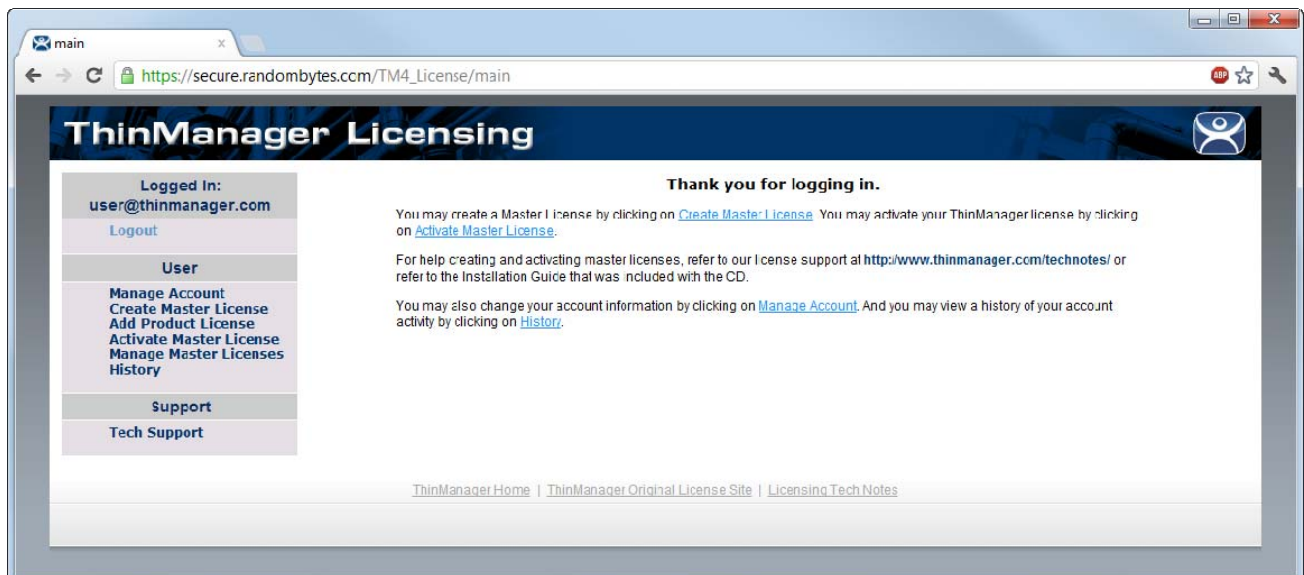 main
https://secure.randombytes.com/TM4_License/main
ABP
ThinManager Licensing
Logged In:
user@thinmanager.com
Logout
User
Manage Account
Create Master License
Add Product License
Activate Master License
Manage Master Licenses
History
Support
Tech Support
Thank you for logging in.
You may create a Master License by clicking on Create Master License. You may activate your ThinManager license by clicking
on Activate Master License.
For help creating and activating master licenses, refer to our license support at http://www.thinmanager.com/technotes/ or
refer to the Installation Guide that was included with the CD.
You may also change your account information by clicking on Manage Account. And you may view a history of your account
activity by clicking on History.
ThinManager Home | ThinManager Original License Site | Licensing Tech Notes